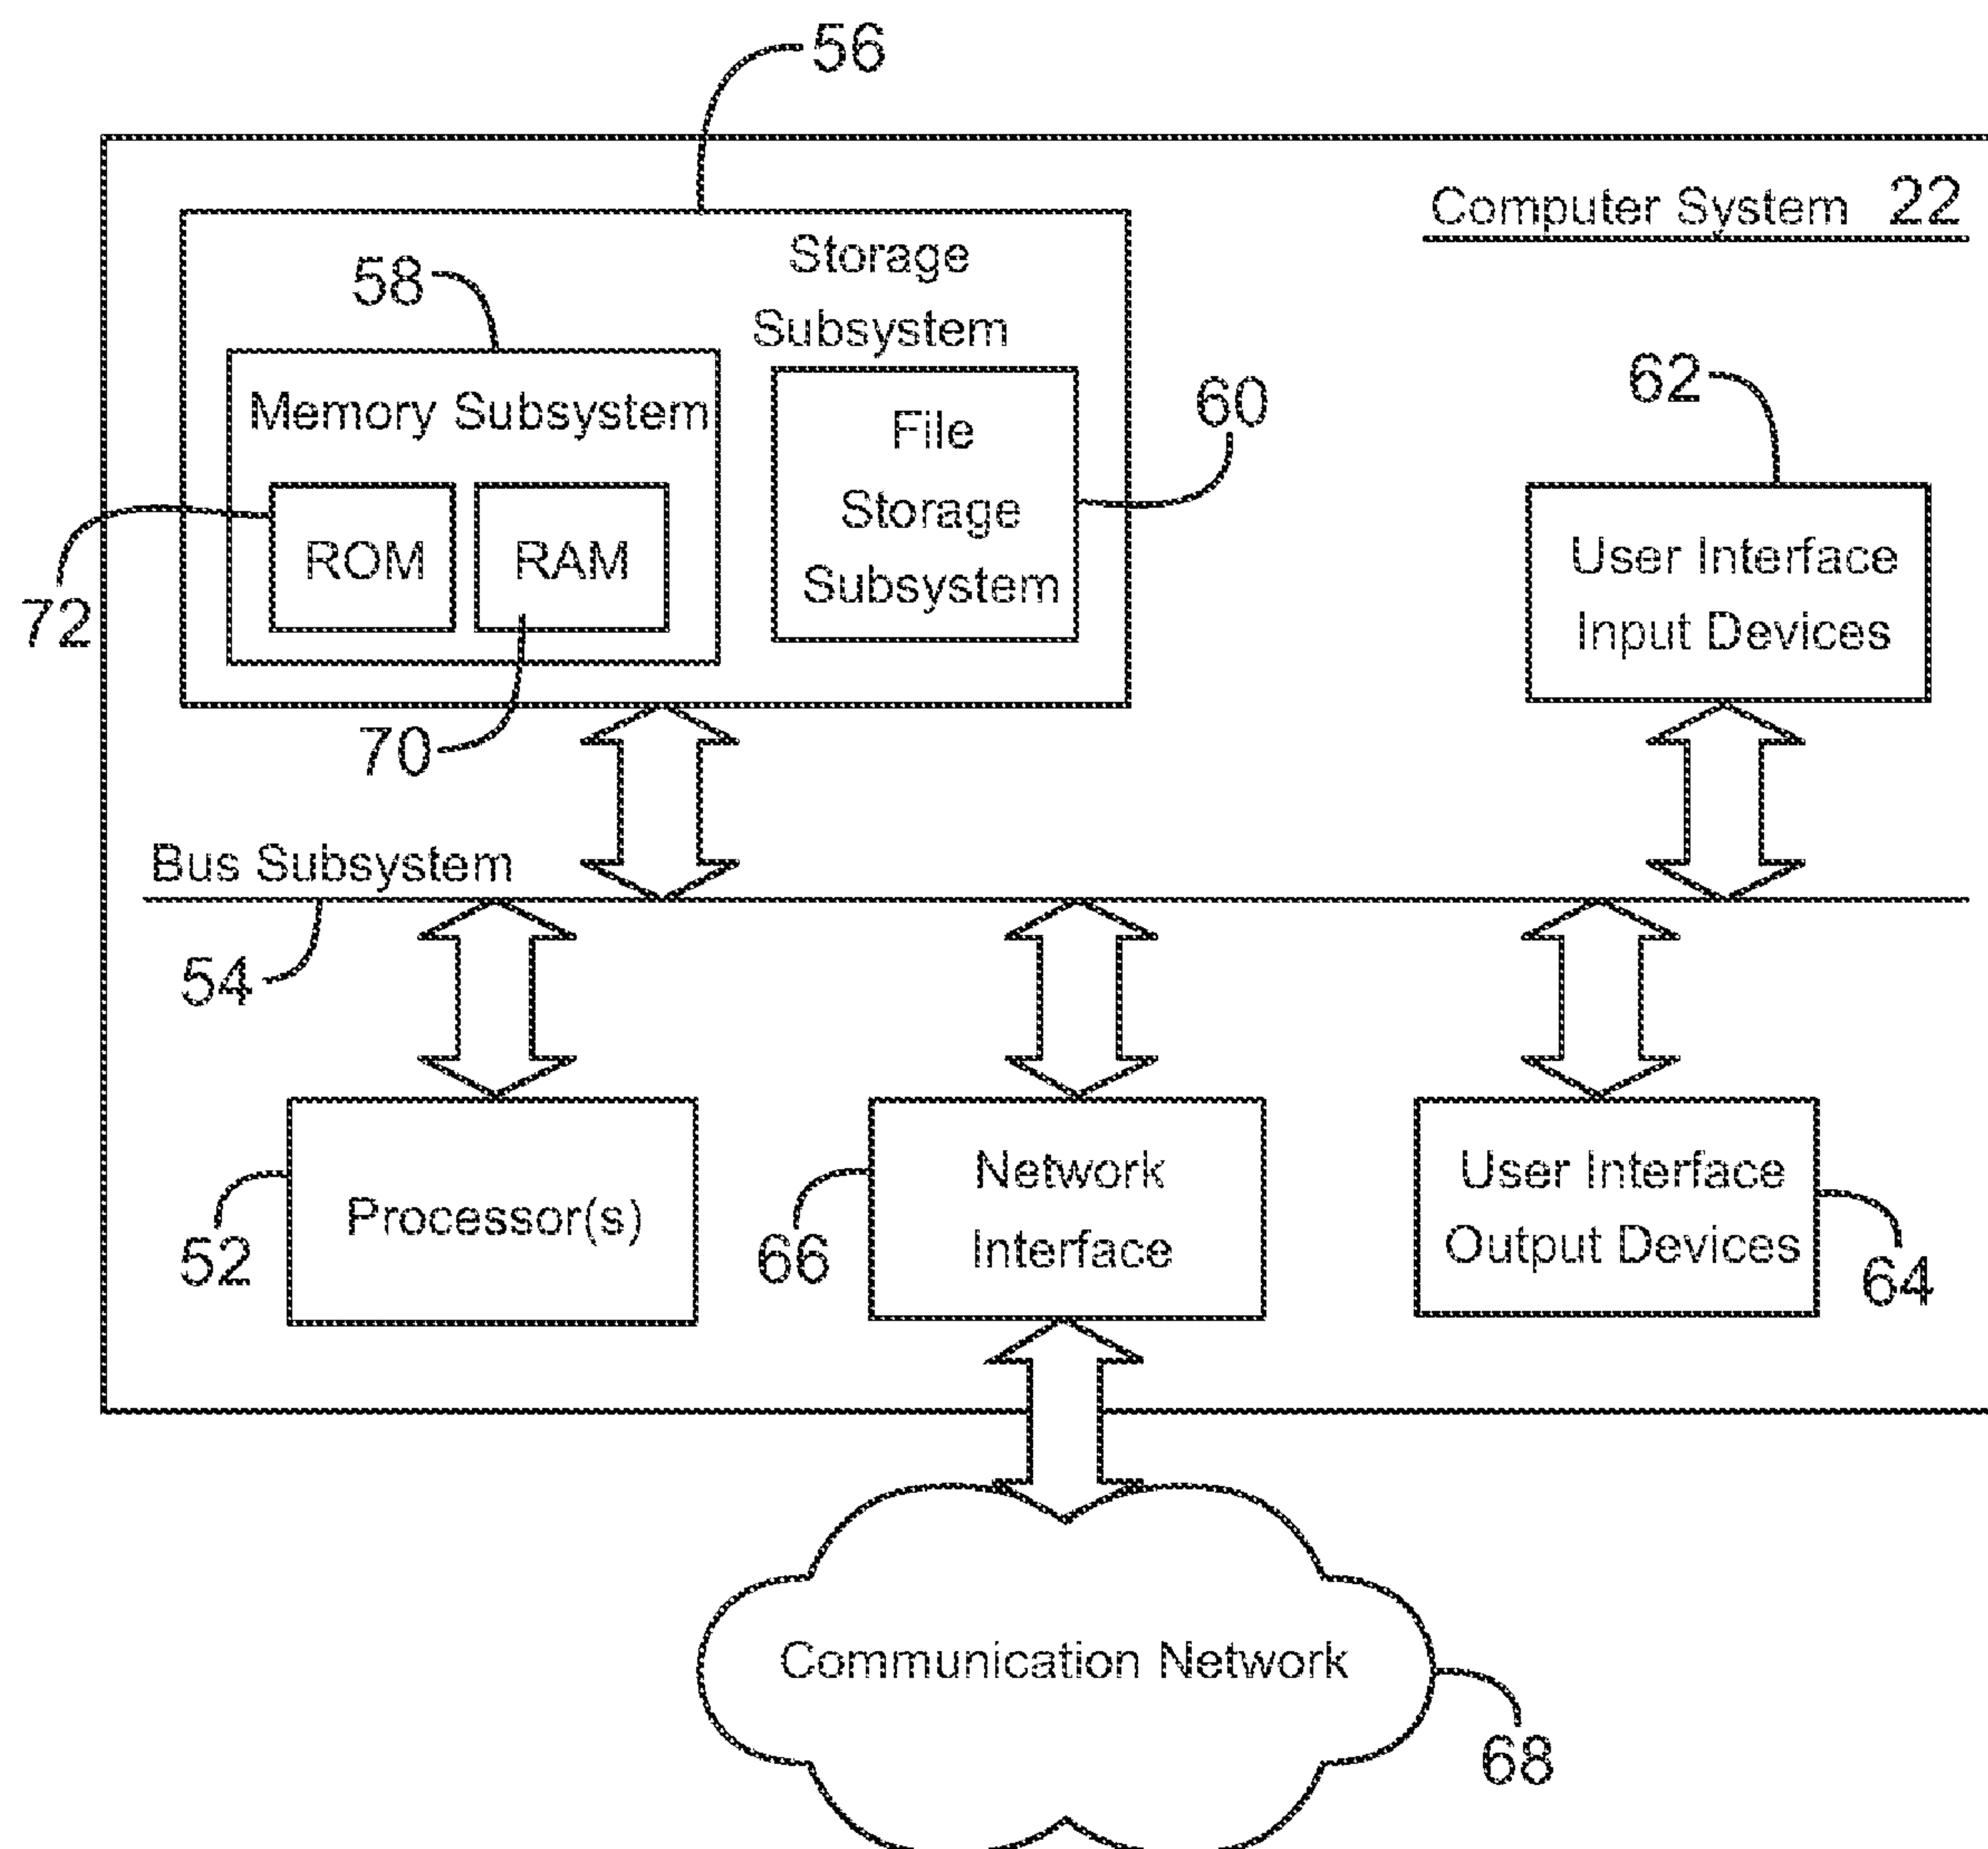 56
Computer System 22
Storage
Subsystem
58
Memory Subsystem
File
Storage
Subsystem
60
62
ROM
RAM
72
70
User Interface
Input Devices
Bus Subsystem
54
Processor(s)
52
Network
Interface
66
User Interface
Output Devices
64
Communication Network
68